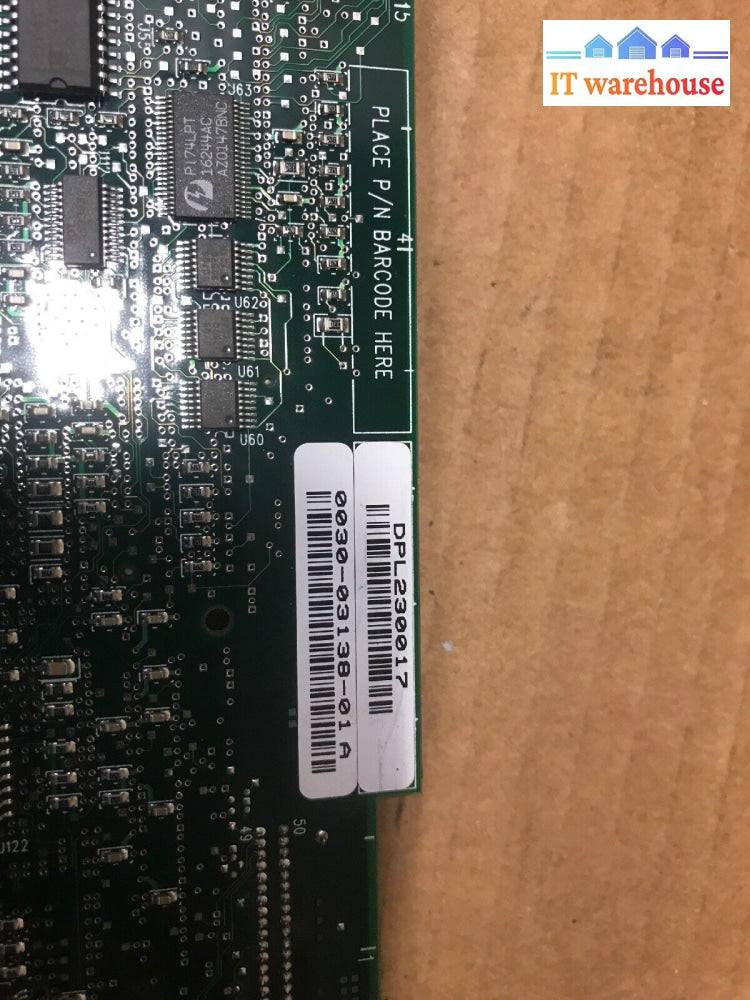 IT warehouse
15
U63
PI74LPT
16244AC
AZ0147BNC
PLACE P/N BARCODE HERE
41
U62
U61
U60
DPL230017
0030-03138-01 A
49
50
U122